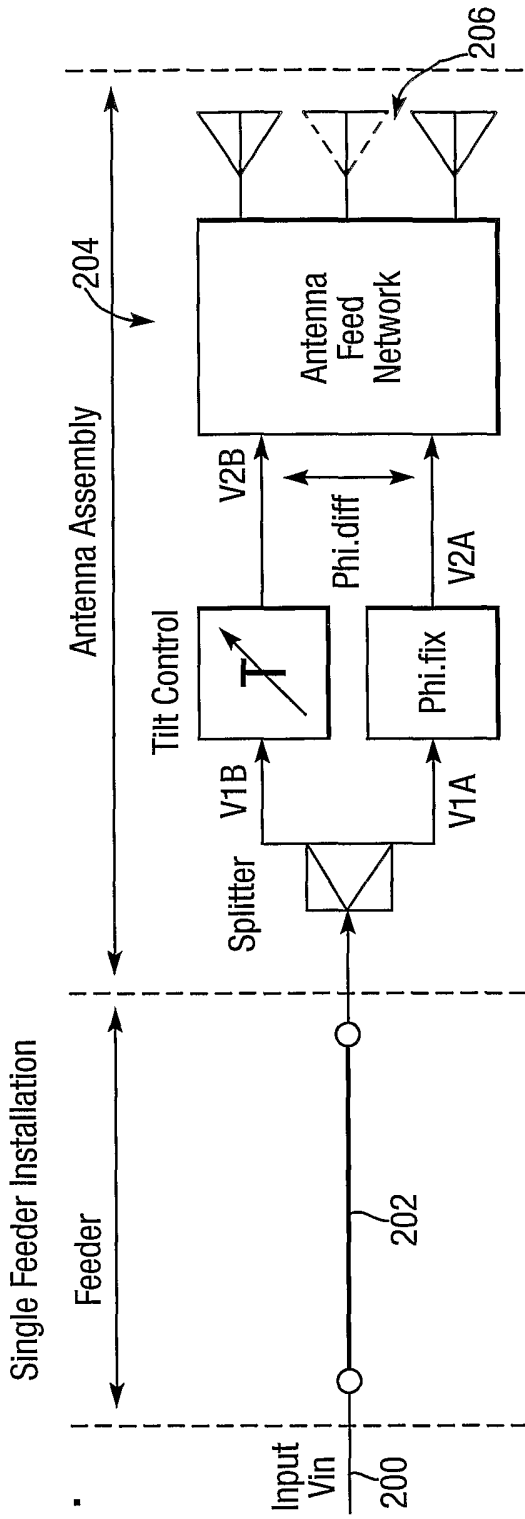 Single Feeder Installation
Feeder
Antenna Assembly
204
Input
Vin
200
202
Splitter
V1B
V1A
Tilt Control
T
Phi.fix
V2B
Phi.diff
V2A
Antenna
Feed
Network
206